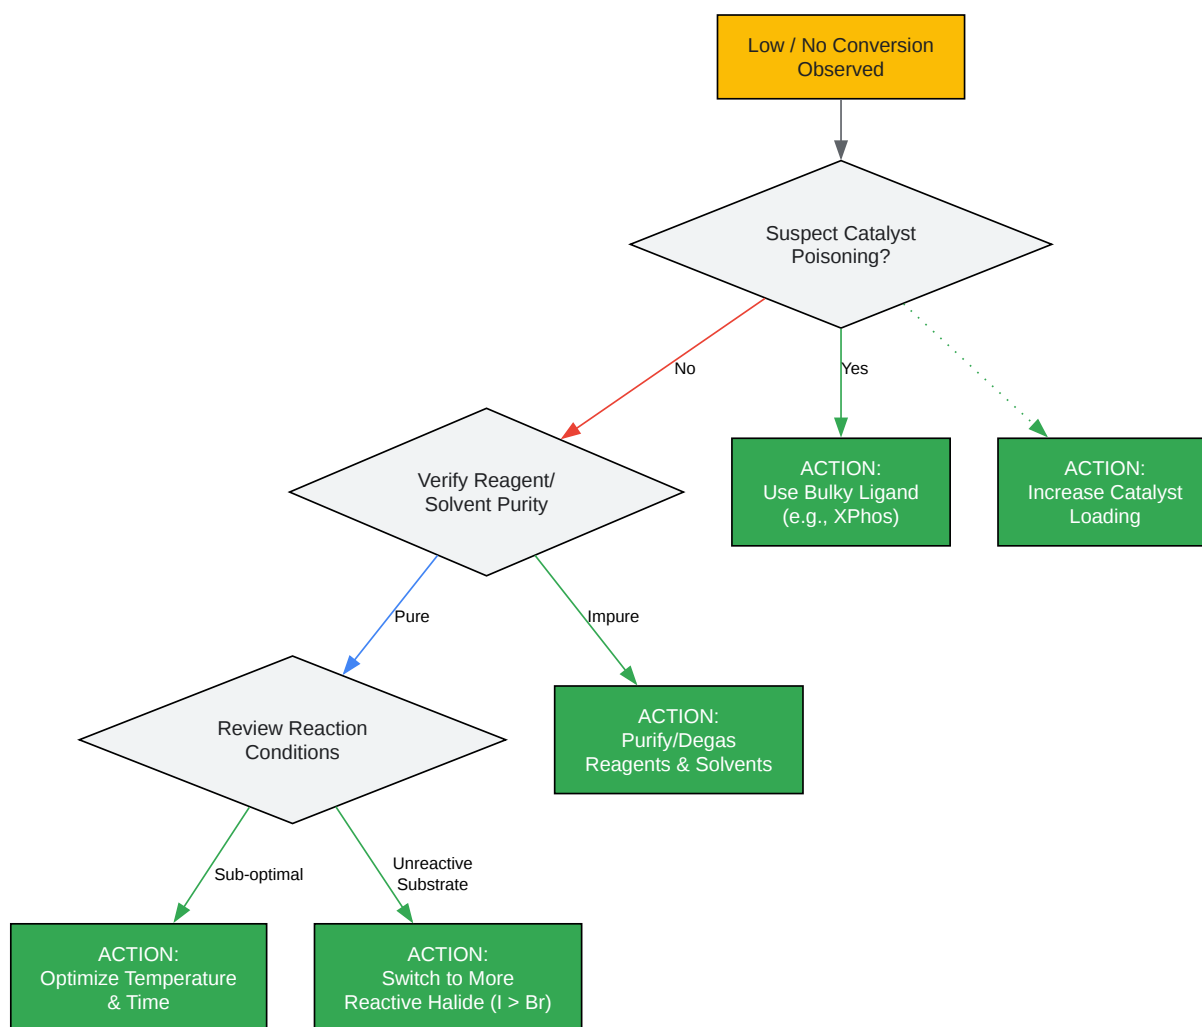 Low / No Conversion
Observed
Suspect Catalyst
Poisoning?
No
Yes
Verify Reagent/
Solvent Purity
ACTION:
Use Bulky Ligand
(e.g., XPhos)
ACTION:
Increase Catalyst
Loading
Pure
Impure
Review Reaction
Conditions
ACTION:
Purify/Degas
Reagents & Solvents
Sub-optimal
Unreactive
Substrate
ACTION:
Optimize Temperature
& Time
ACTION:
Switch to More
Reactive Halide (I > Br)